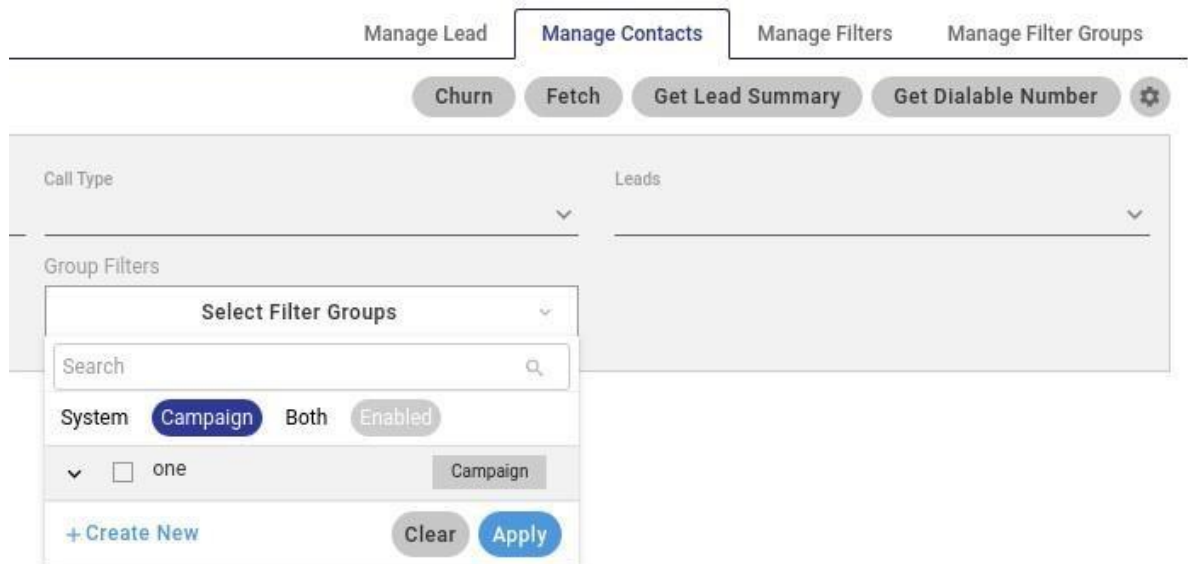 Manage Lead Manage Contacts Manage Filters Manage Filter Groups
Churn Fetch Get Lead Summary Get Dialable Number
Call Type Leads
Group Filters
Select Filter Groups
Search
System Campaign Both Enabled
one Campaign
+ Create New Clear Apply